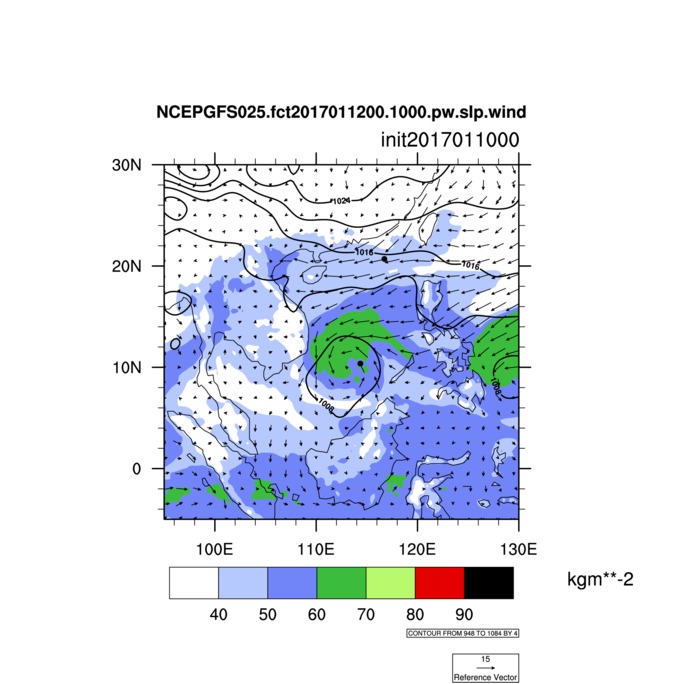 NCEPGFS025.fct2017011200.1000.pw.slp.wind
init2017011000
30N
1024
1016
1016
20N
10N
1008
1008
0
100E 110E 120E 130E
kgm**-2
40 50 60 70 80 90
CONTOUR FROM 948 TO 1084 BY 4
15
Reference Vector